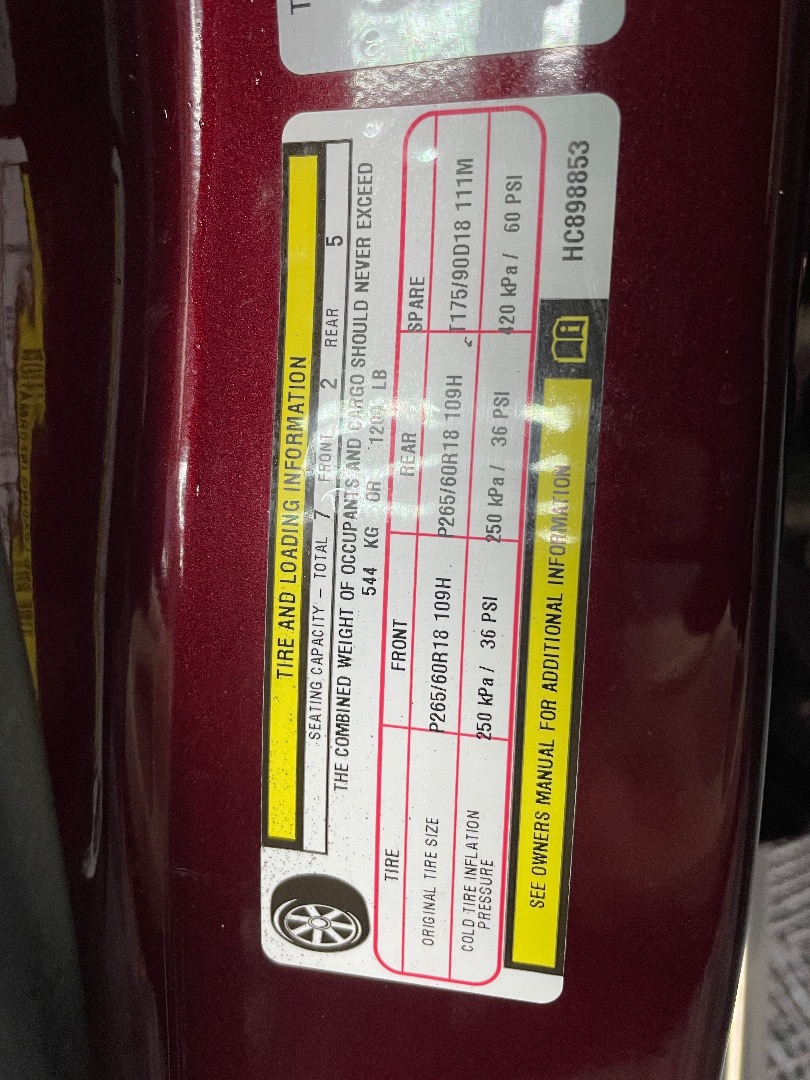 TIRE AND LOADING INFORMATION
SEATING CAPACITY - TOTAL 7 FRONT 2 REAR 5
THE COMBINED WEIGHT OF OCCUPANTS AND CARGO SHOULD NEVER EXCEED
544 KG OR 1200 LB
TIRE FRONT REAR SPARE
ORIGINAL TIRE SIZE P265/60R18 109H P265/60R18 109H T175/90D18 111M
COLD TIRE INFLATION
PRESSURE 250 kPa / 36 PSI 250 kPa / 36 PSI 420 kPa / 60 PSI
SEE OWNERS MANUAL FOR ADDITIONAL INFORMATION
HC898853